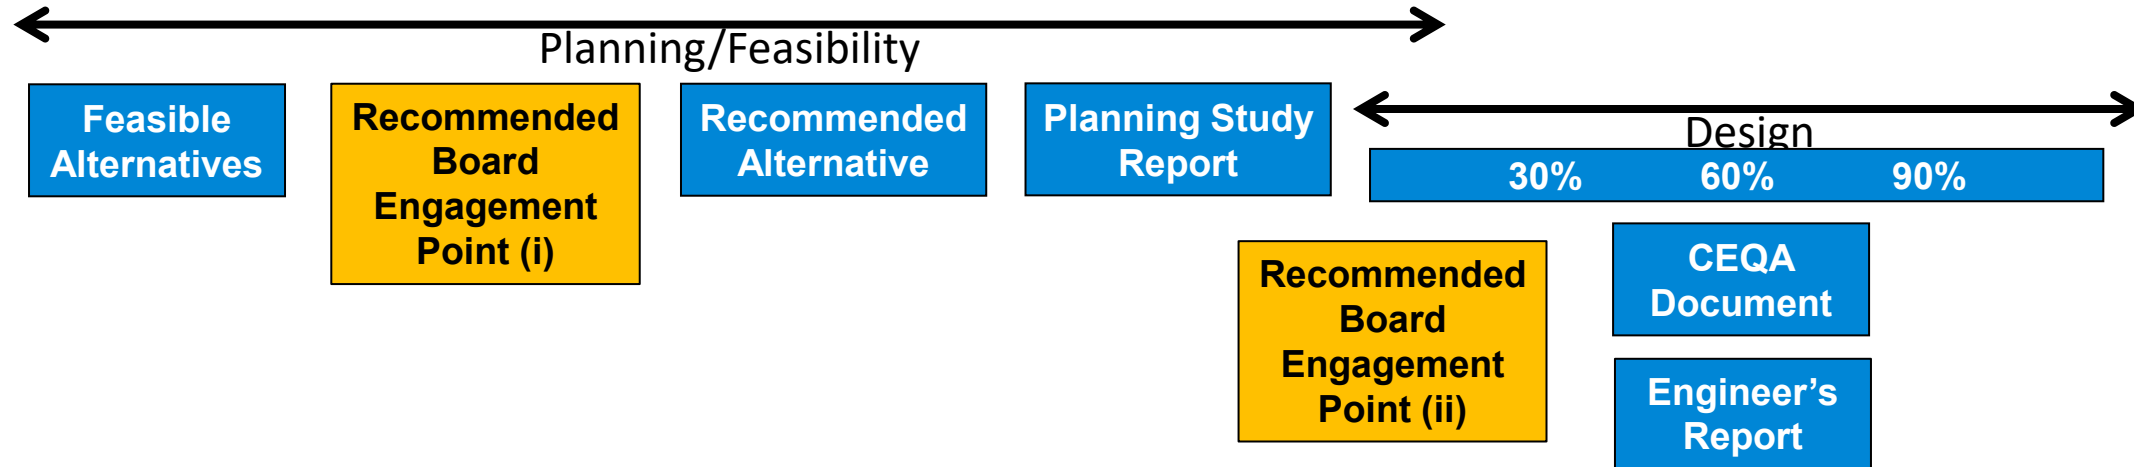 Planning/Feasibility
Feasible
Alternatives
Recommended
Board
Engagement
Point (i)
Recommended
Alternative
Planning Study
Report
Design
30% 60% 90%
Recommended
Board
Engagement
Point (ii)
CEQA
Document
Engineer’s
Report